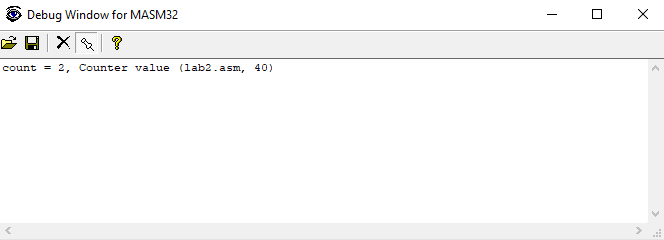 Debug Window for MASM32
count = 2, Counter value (lab2.asm, 40)